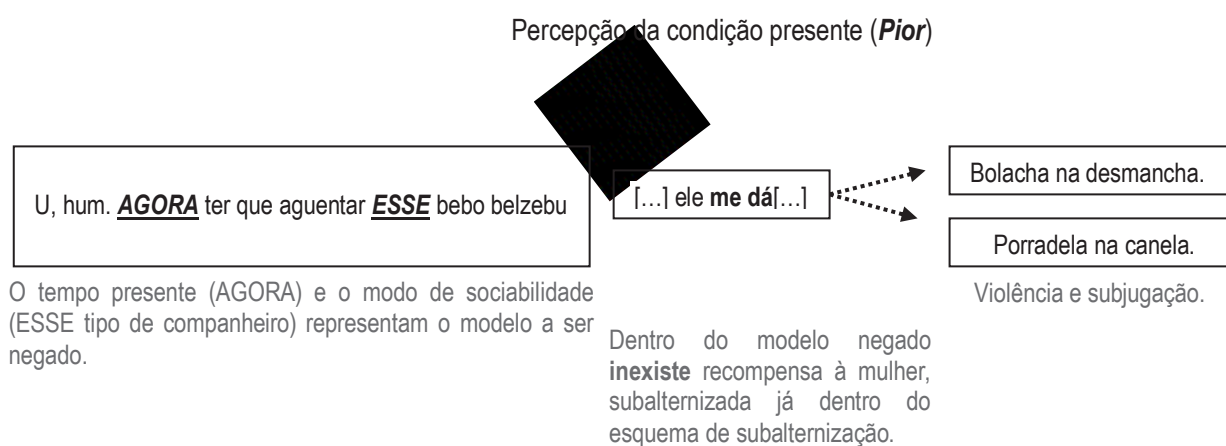 Percepção da condição presente (Pior)
U, hum. AGORA ter que aguentar ESSE bebo belzebu
[…] ele me dá[…]
Bolacha na desmancha.
Porradela na canela.
O tempo presente (AGORA) e o modo de sociabilidade
(ESSE tipo de companheiro) representam o modelo a ser
negado.
Violência e subjugação.
Dentro do modelo negado
inexiste recompensa à mulher,
subalternizada já dentro do
esquema de subalternização.